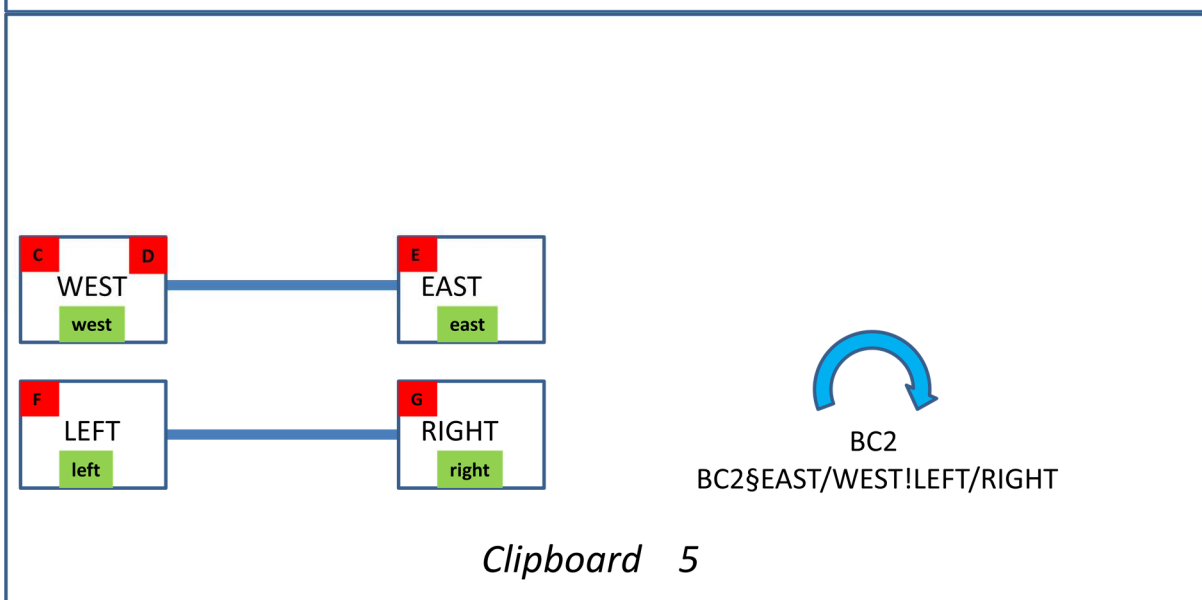 C D
WEST
west
E
EAST
east
F
LEFT
left
G
RIGHT
right
BC2
BC2§EAST/WEST!LEFT/RIGHT
Clipboard 5